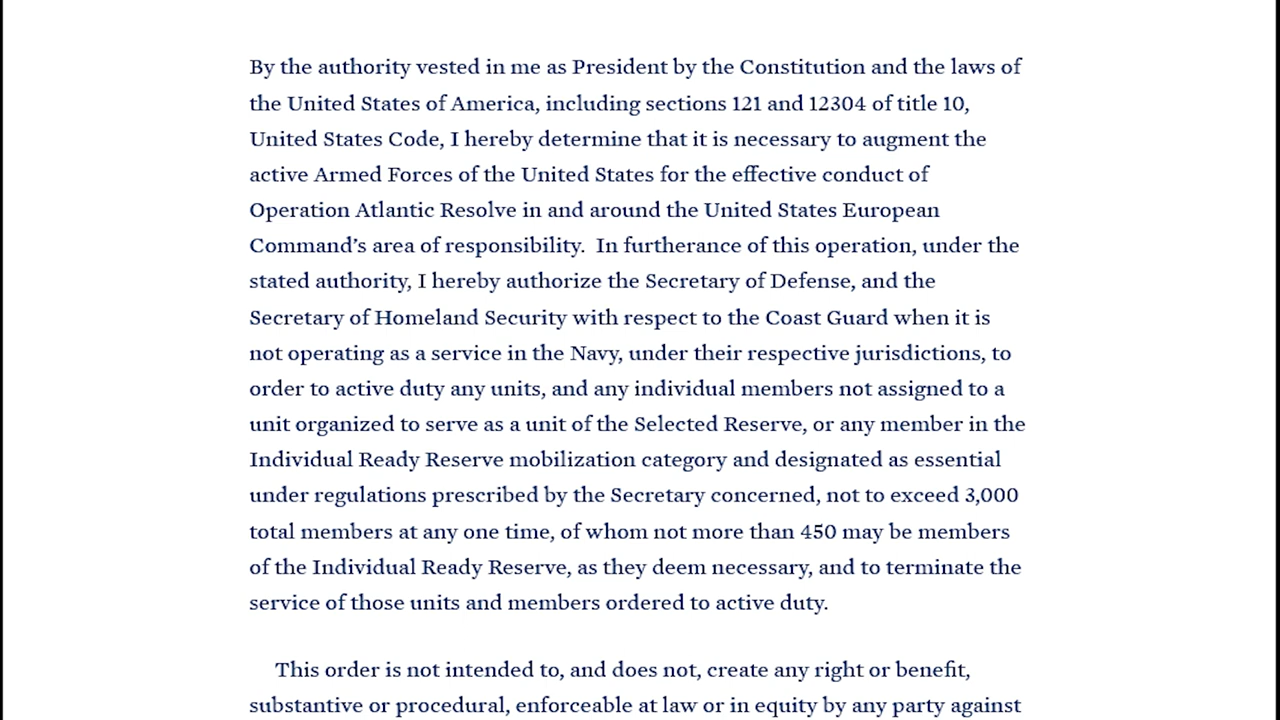 By the authority vested in me as President by the Constitution and the laws of
the United States of America, including sections 121 and 12304 of title 10,
United States Code, I hereby determine that it is necessary to augment the
active Armed Forces of the United States for the effective conduct of
Operation Atlantic Resolve in and around the United States European
Command’s area of responsibility.  In furtherance of this operation, under the
stated authority, I hereby authorize the Secretary of Defense, and the
Secretary of Homeland Security with respect to the Coast Guard when it is
not operating as a service in the Navy, under their respective jurisdictions, to
order to active duty any units, and any individual members not assigned to a
unit organized to serve as a unit of the Selected Reserve, or any member in the
Individual Ready Reserve mobilization category and designated as essential
under regulations prescribed by the Secretary concerned, not to exceed 3,000
total members at any one time, of whom not more than 450 may be members
of the Individual Ready Reserve, as they deem necessary, and to terminate the
service of those units and members ordered to active duty.
This order is not intended to, and does not, create any right or benefit,
substantive or procedural, enforceable at law or in equity by any party against